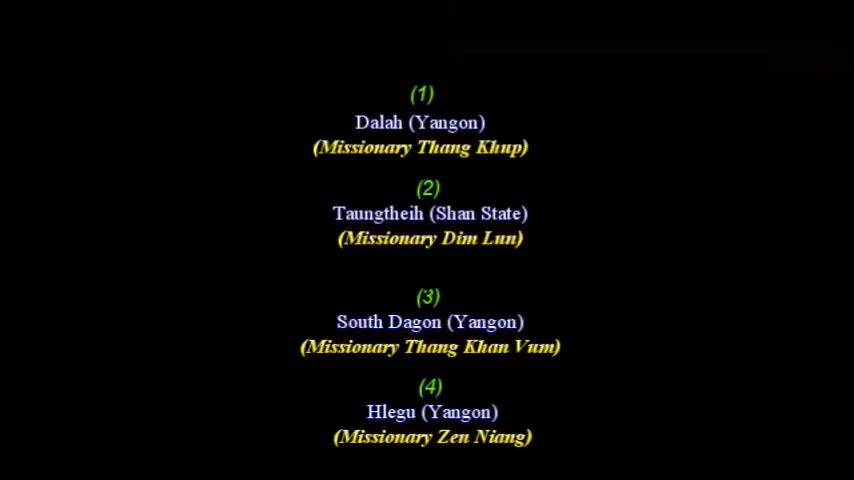 (1)
Dalah (Yangon)
(Missionary Thang Khup)
(2)
Taungtheih (Shan State)
(Missionary Dim Lun)
(3)
South Dagon (Yangon)
(Missionary Thang Khan Vum)
(4)
Hlegu (Yangon)
(Missionary Zen Niang)